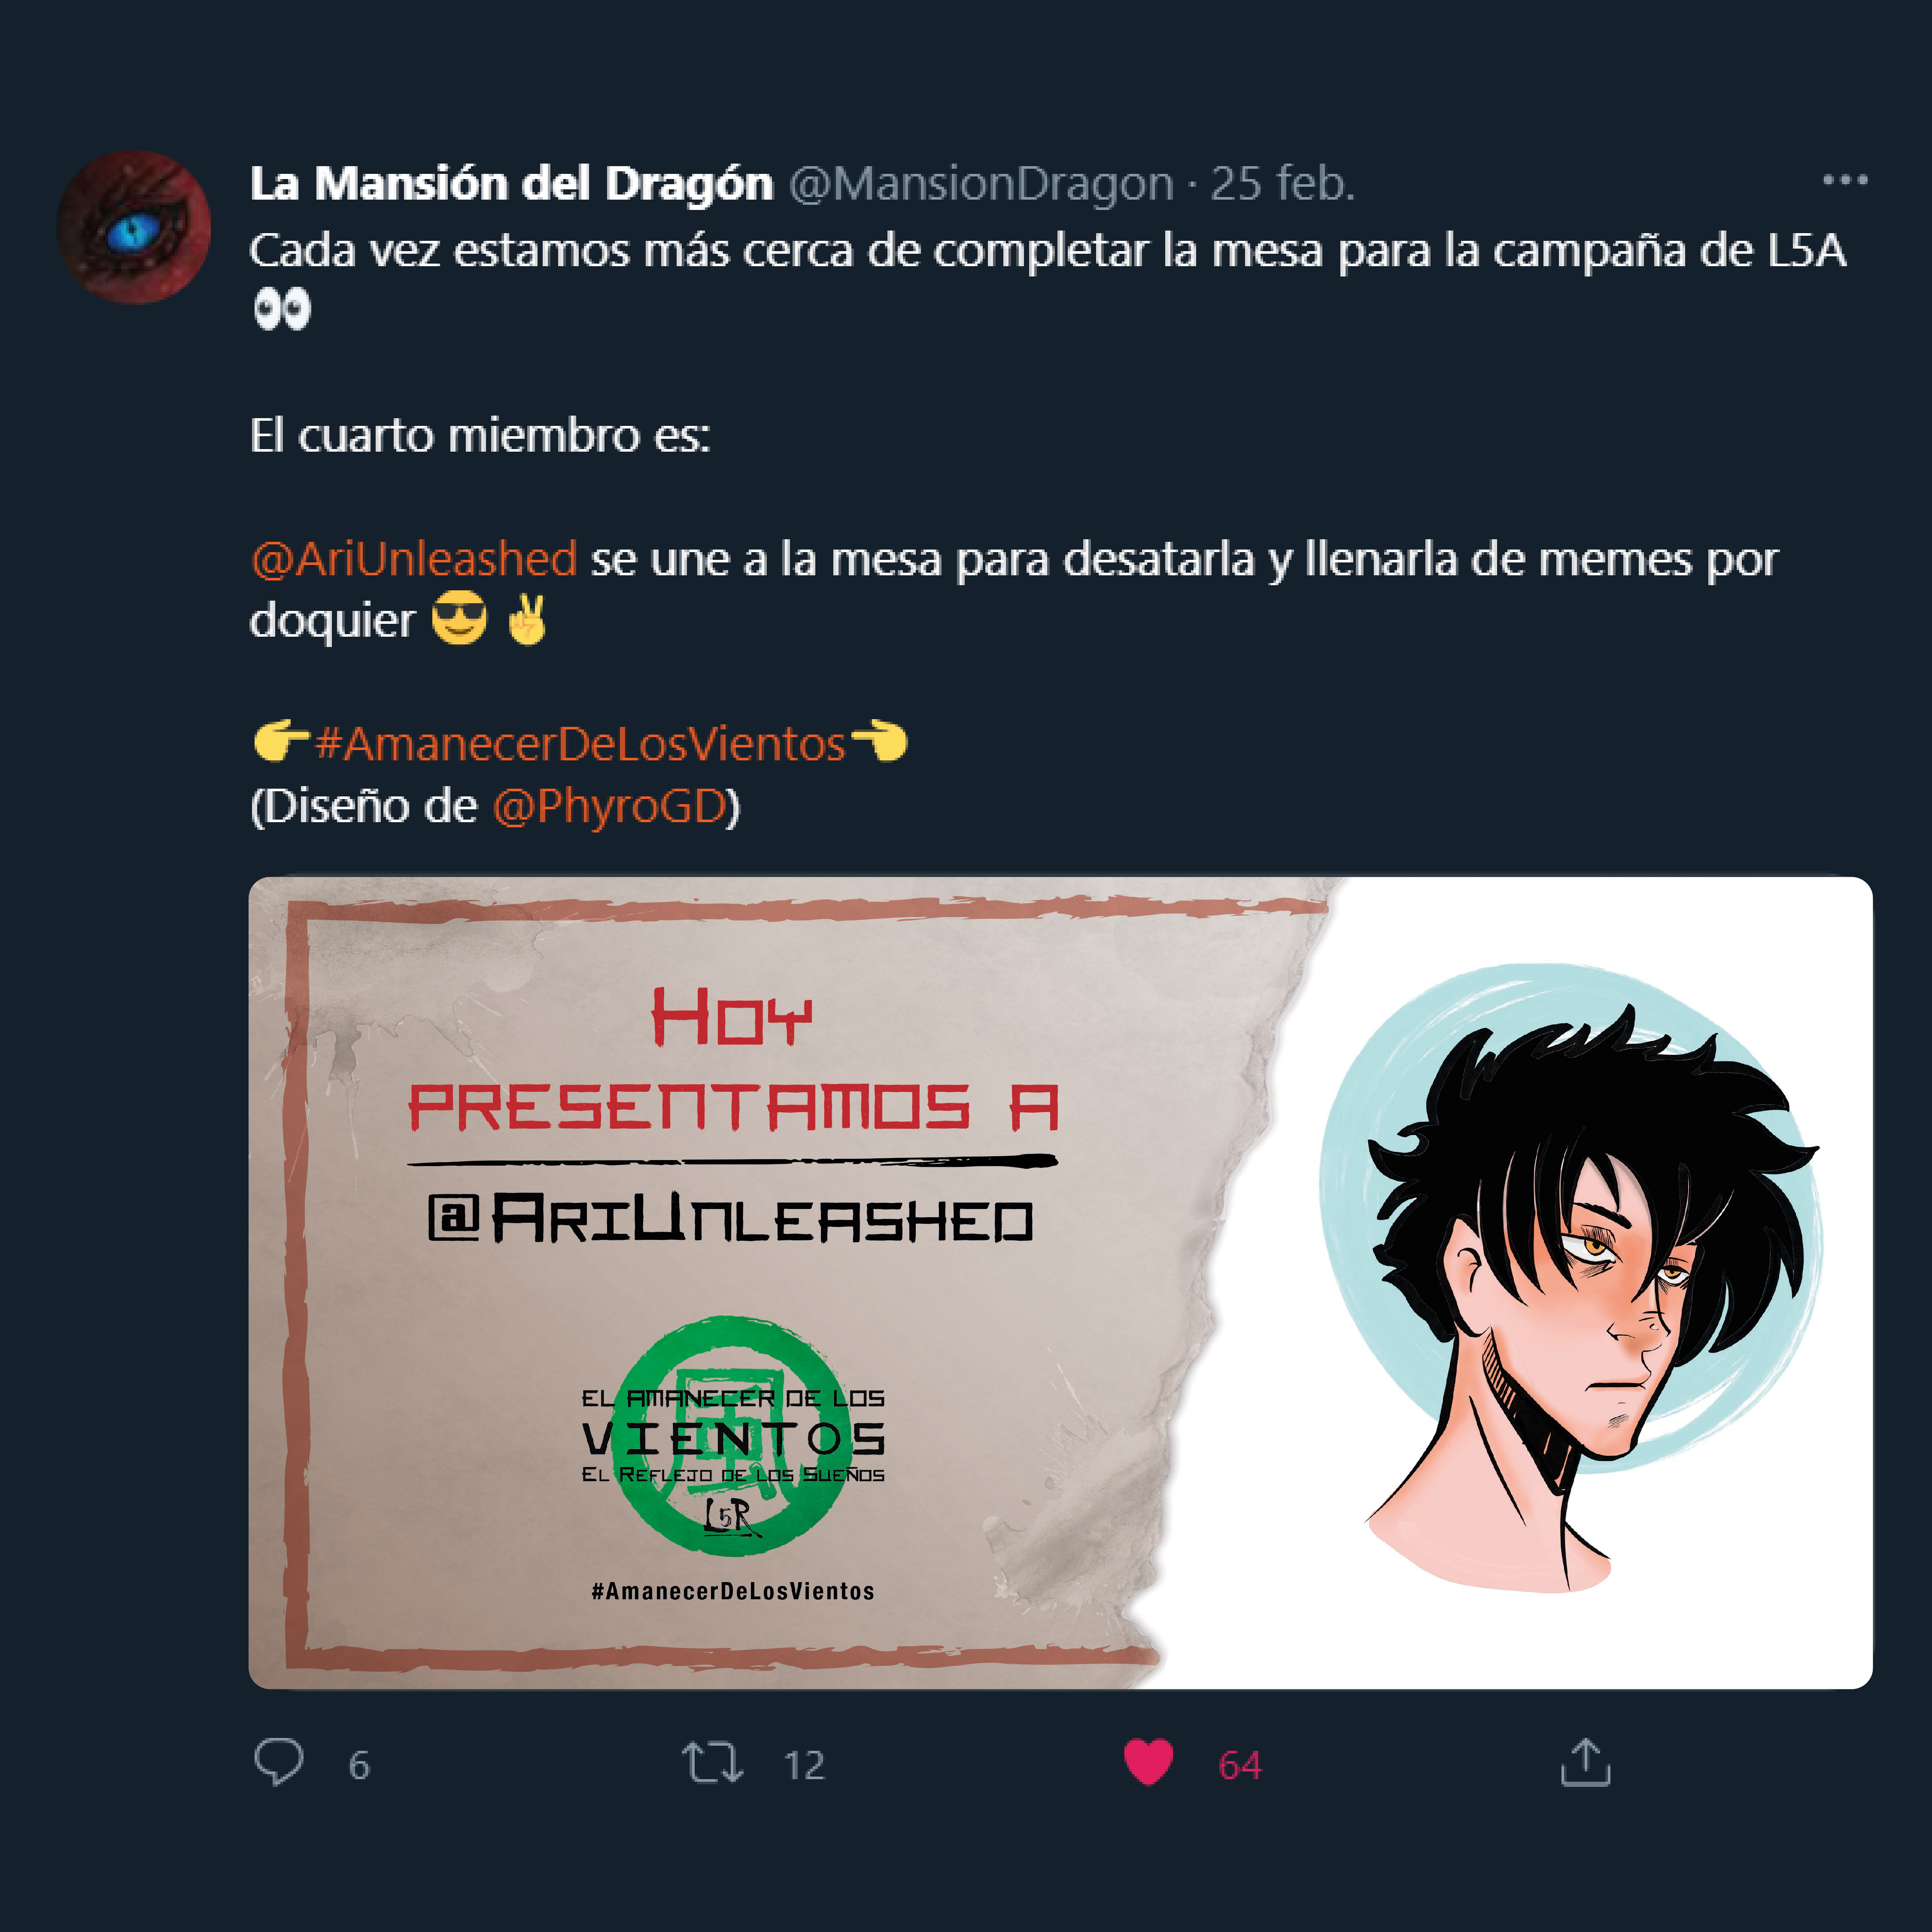 La Mansión del Dragón @MansionDragon · 25 feb.
Cada vez estamos más cerca de completar la mesa para la campaña de L5A
👀
El cuarto miembro es:
@AriUnleashed se une a la mesa para desatarla y llenarla de memes por
doquier 😎✌
👉#AmanecerDeLosVientos👈
(Diseño de @PhyroGD)
Hoy
presentamos a
@AriUnleashed
風
El amanecer de los
Vientos
El Reflejo de los Sueños
L5R
#AmanecerDeLosVientos
6 12 64